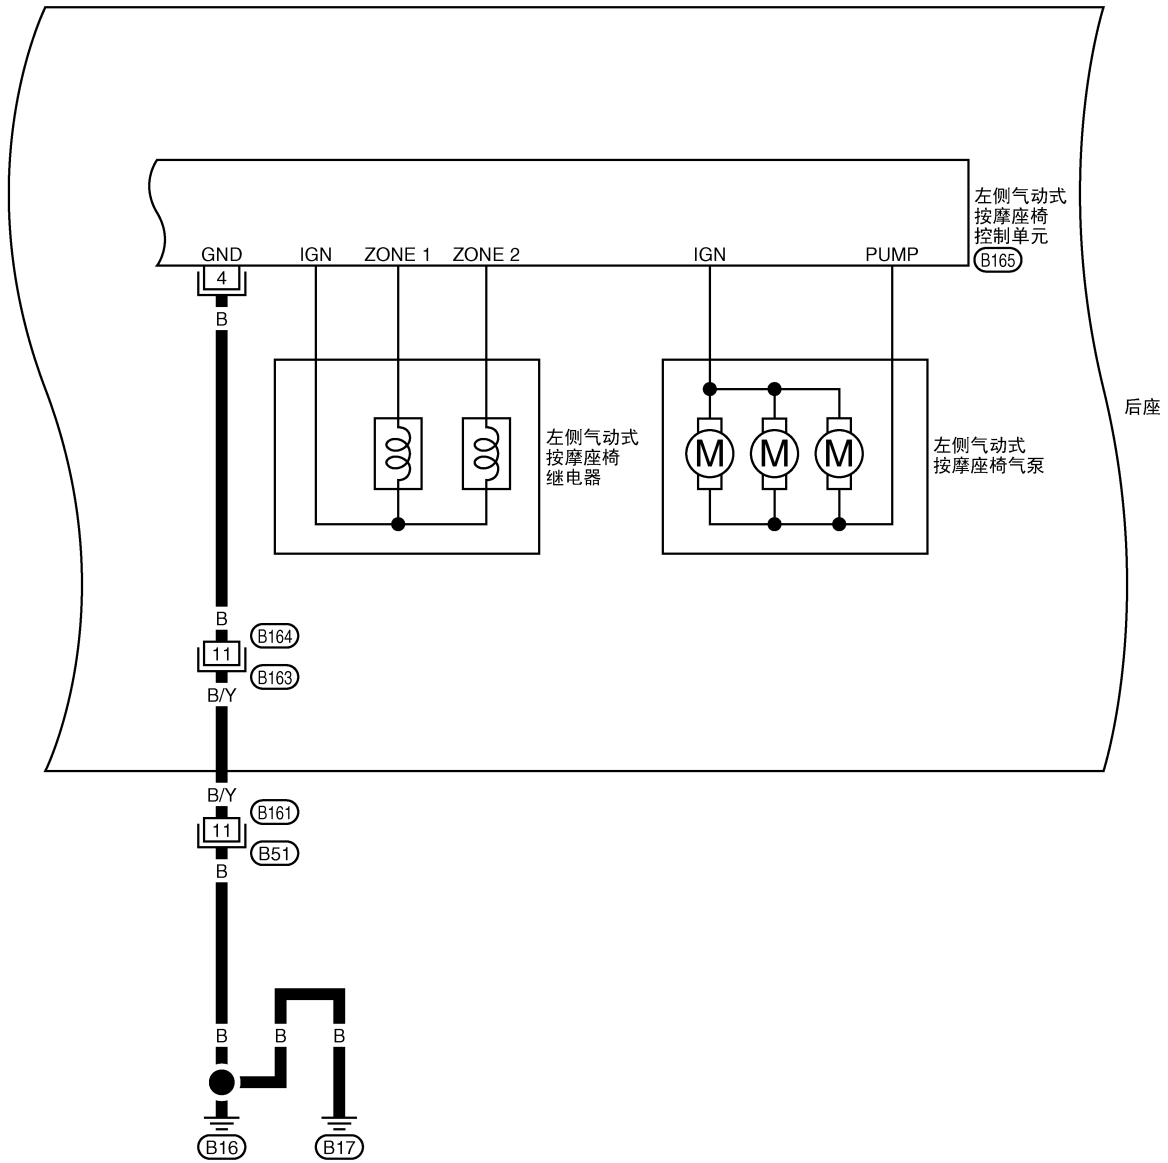 左侧气动式
按摩座椅
控制单元
B165
GND IGN ZONE 1 ZONE 2 IGN PUMP
4
B
后座
左侧气动式
按摩座椅
继电器
左侧气动式
按摩座椅气泵
M M M
B
B164
11
B163
B/Y
B/Y
B161
11
B51
B
B B B
B16 B17